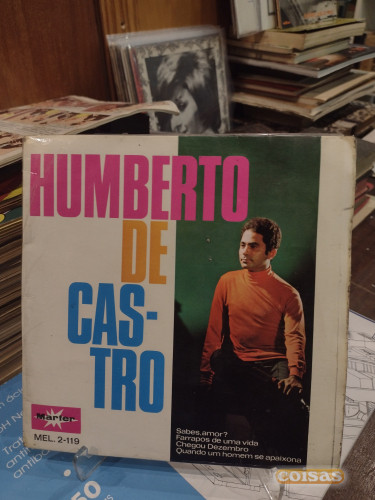 HUMBERTO
DE
CAS-
TRO
Marfer
MEL. 2-119
Sabes, amor?
Farrapos de uma vida
Chegou Dezembro
Quando um homem se apaixona
50
coisas